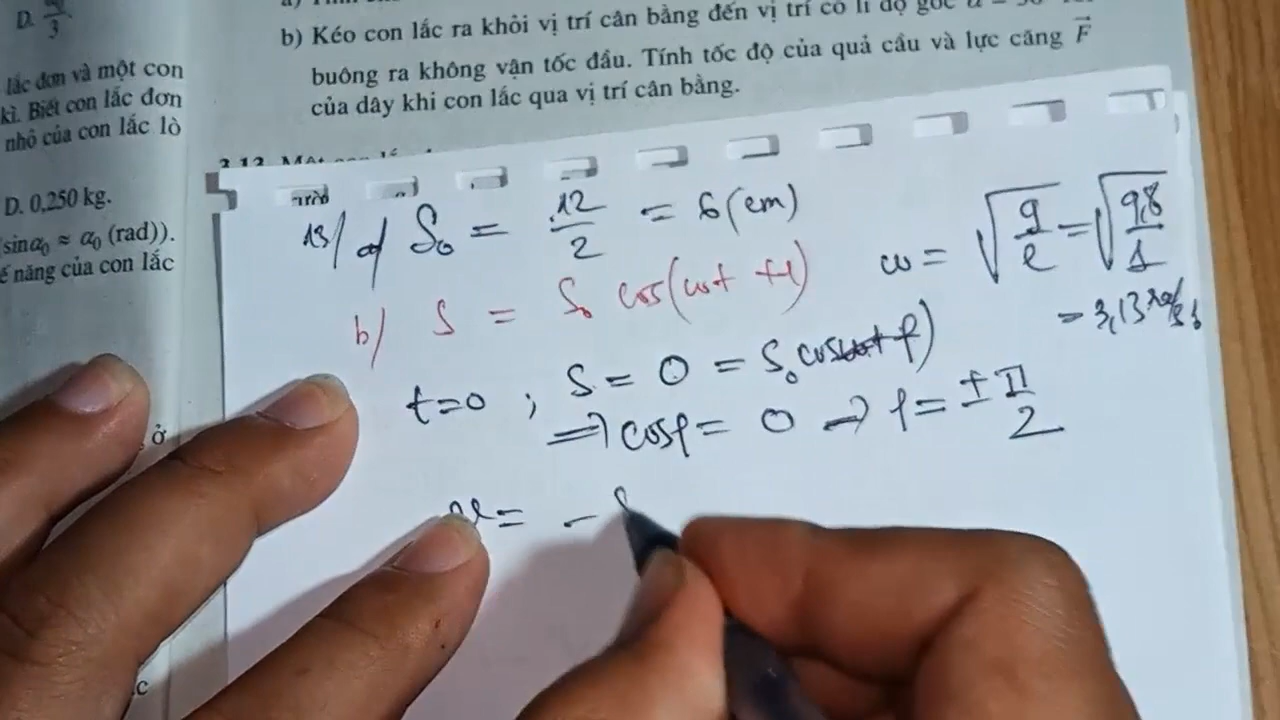 D.
3
lắc đơn và một con
kì. Biết con lắc đơn
nhỏ của con lắc lò
D. 0,250 kg.
sinα₀ ≈ α₀ (rad)).
ế năng của con lắc
ở
b) Kéo con lắc ra khỏi vị trí cân bằng đến vị trí có li độ góc
buông ra không vận tốc đầu. Tính tốc độ của quả cầu và lực căng F⃗
của dây khi con lắc qua vị trí cân bằng.
13/ a/ S₀ = 12/2 = 6 (cm)
ω = √(g/l) = √(9,8/1)
= 3,13 rad/s
b/ S = S₀ cos(ωt + φ)
t=0 ; S = 0 = S₀ cos φ)
⇒ cosφ = 0 → φ = ± π/2
v = - S